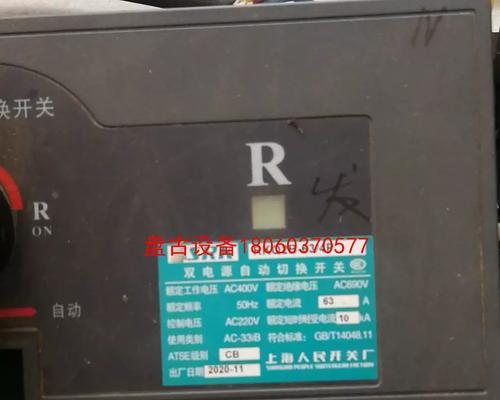 换开关
R
R
ON
发
盘古设备18060370577
双电源自动切换开关
额定工作电压 AC400V 额定绝缘电压 AC690V
额定频率 50Hz 额定电流 63 A
控制电压 AC220V 额定短时耐受电流 10 kA
使用类别 AC-33iB 符合标准: GB/T14048.11
ATSE级别 CB 上海人民开关厂
出厂日期 2020-11 SHANGHAI PEOPLE SWITCHGEAR FACTORY
自动